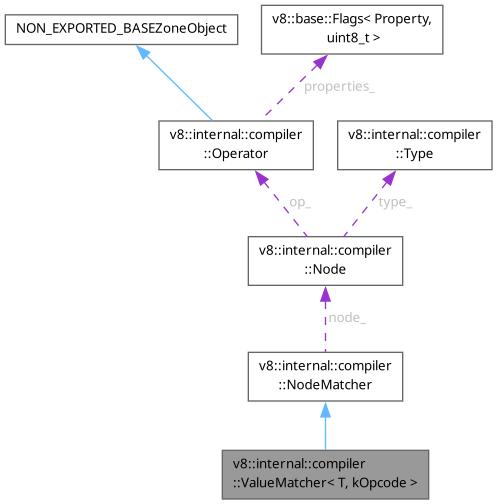 NON_EXPORTED_BASEZoneObject
v8::base::Flags< Property,
uint8_t >
properties_
v8::internal::compiler
::Operator
v8::internal::compiler
::Type
op_
type_
v8::internal::compiler
::Node
node_
v8::internal::compiler
::NodeMatcher
v8::internal::compiler
::ValueMatcher< T, kOpcode >